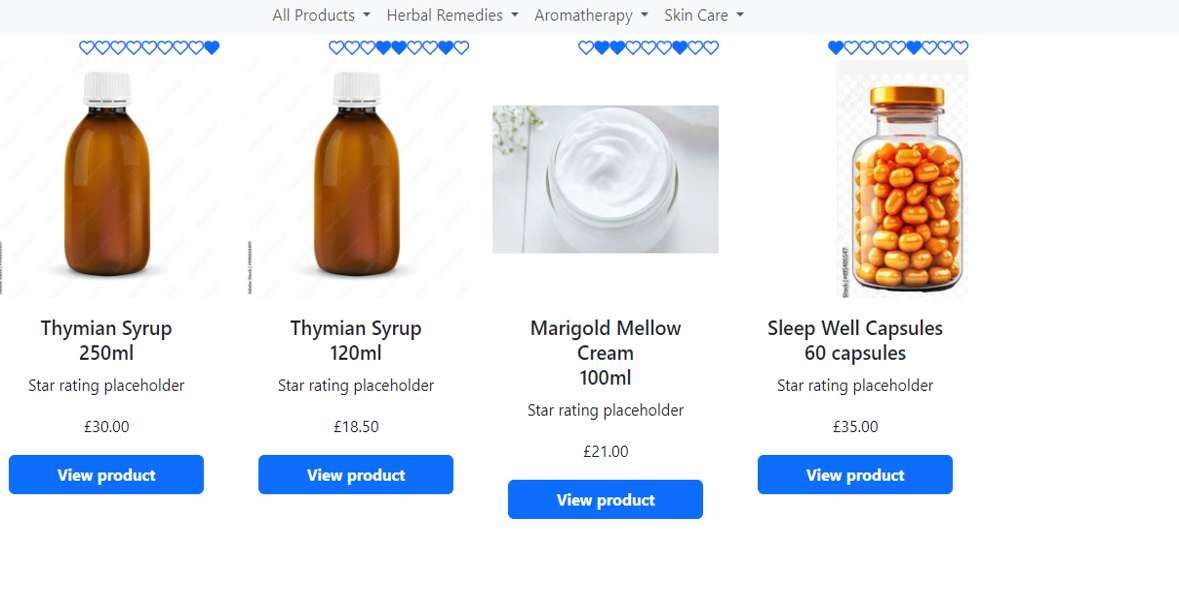 All Products Herbal Remedies Aromatherapy Skin Care
Thymian Syrup
250ml
Star rating placeholder
£30.00
View product
Thymian Syrup
120ml
Star rating placeholder
£18.50
View product
Marigold Mellow
Cream
100ml
Star rating placeholder
£21.00
View product
Sleep Well Capsules
60 capsules
Star rating placeholder
£35.00
View product